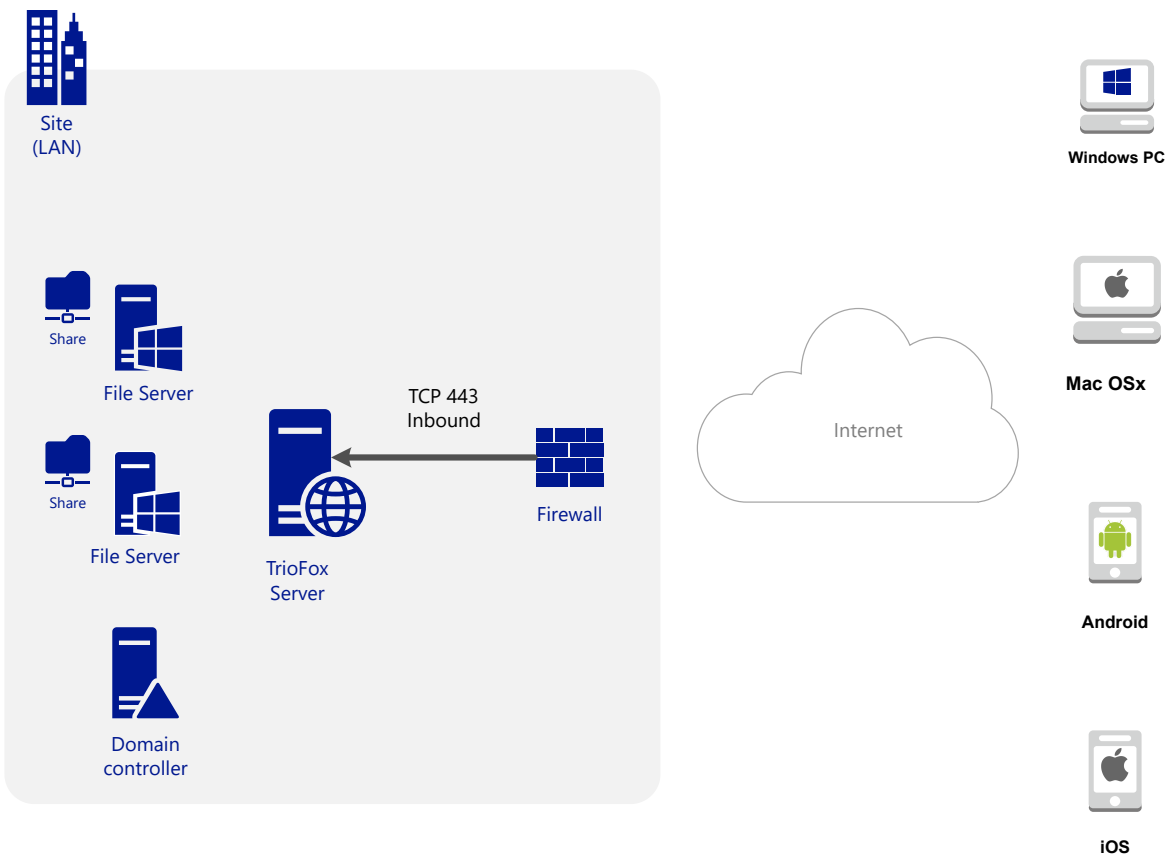 Site
(LAN)
Windows PC
Share
File Server
Mac OSx
TCP 443
Inbound
Internet
Share
File Server
Firewall
TrioFox
Server
Android
Domain
controller
iOS